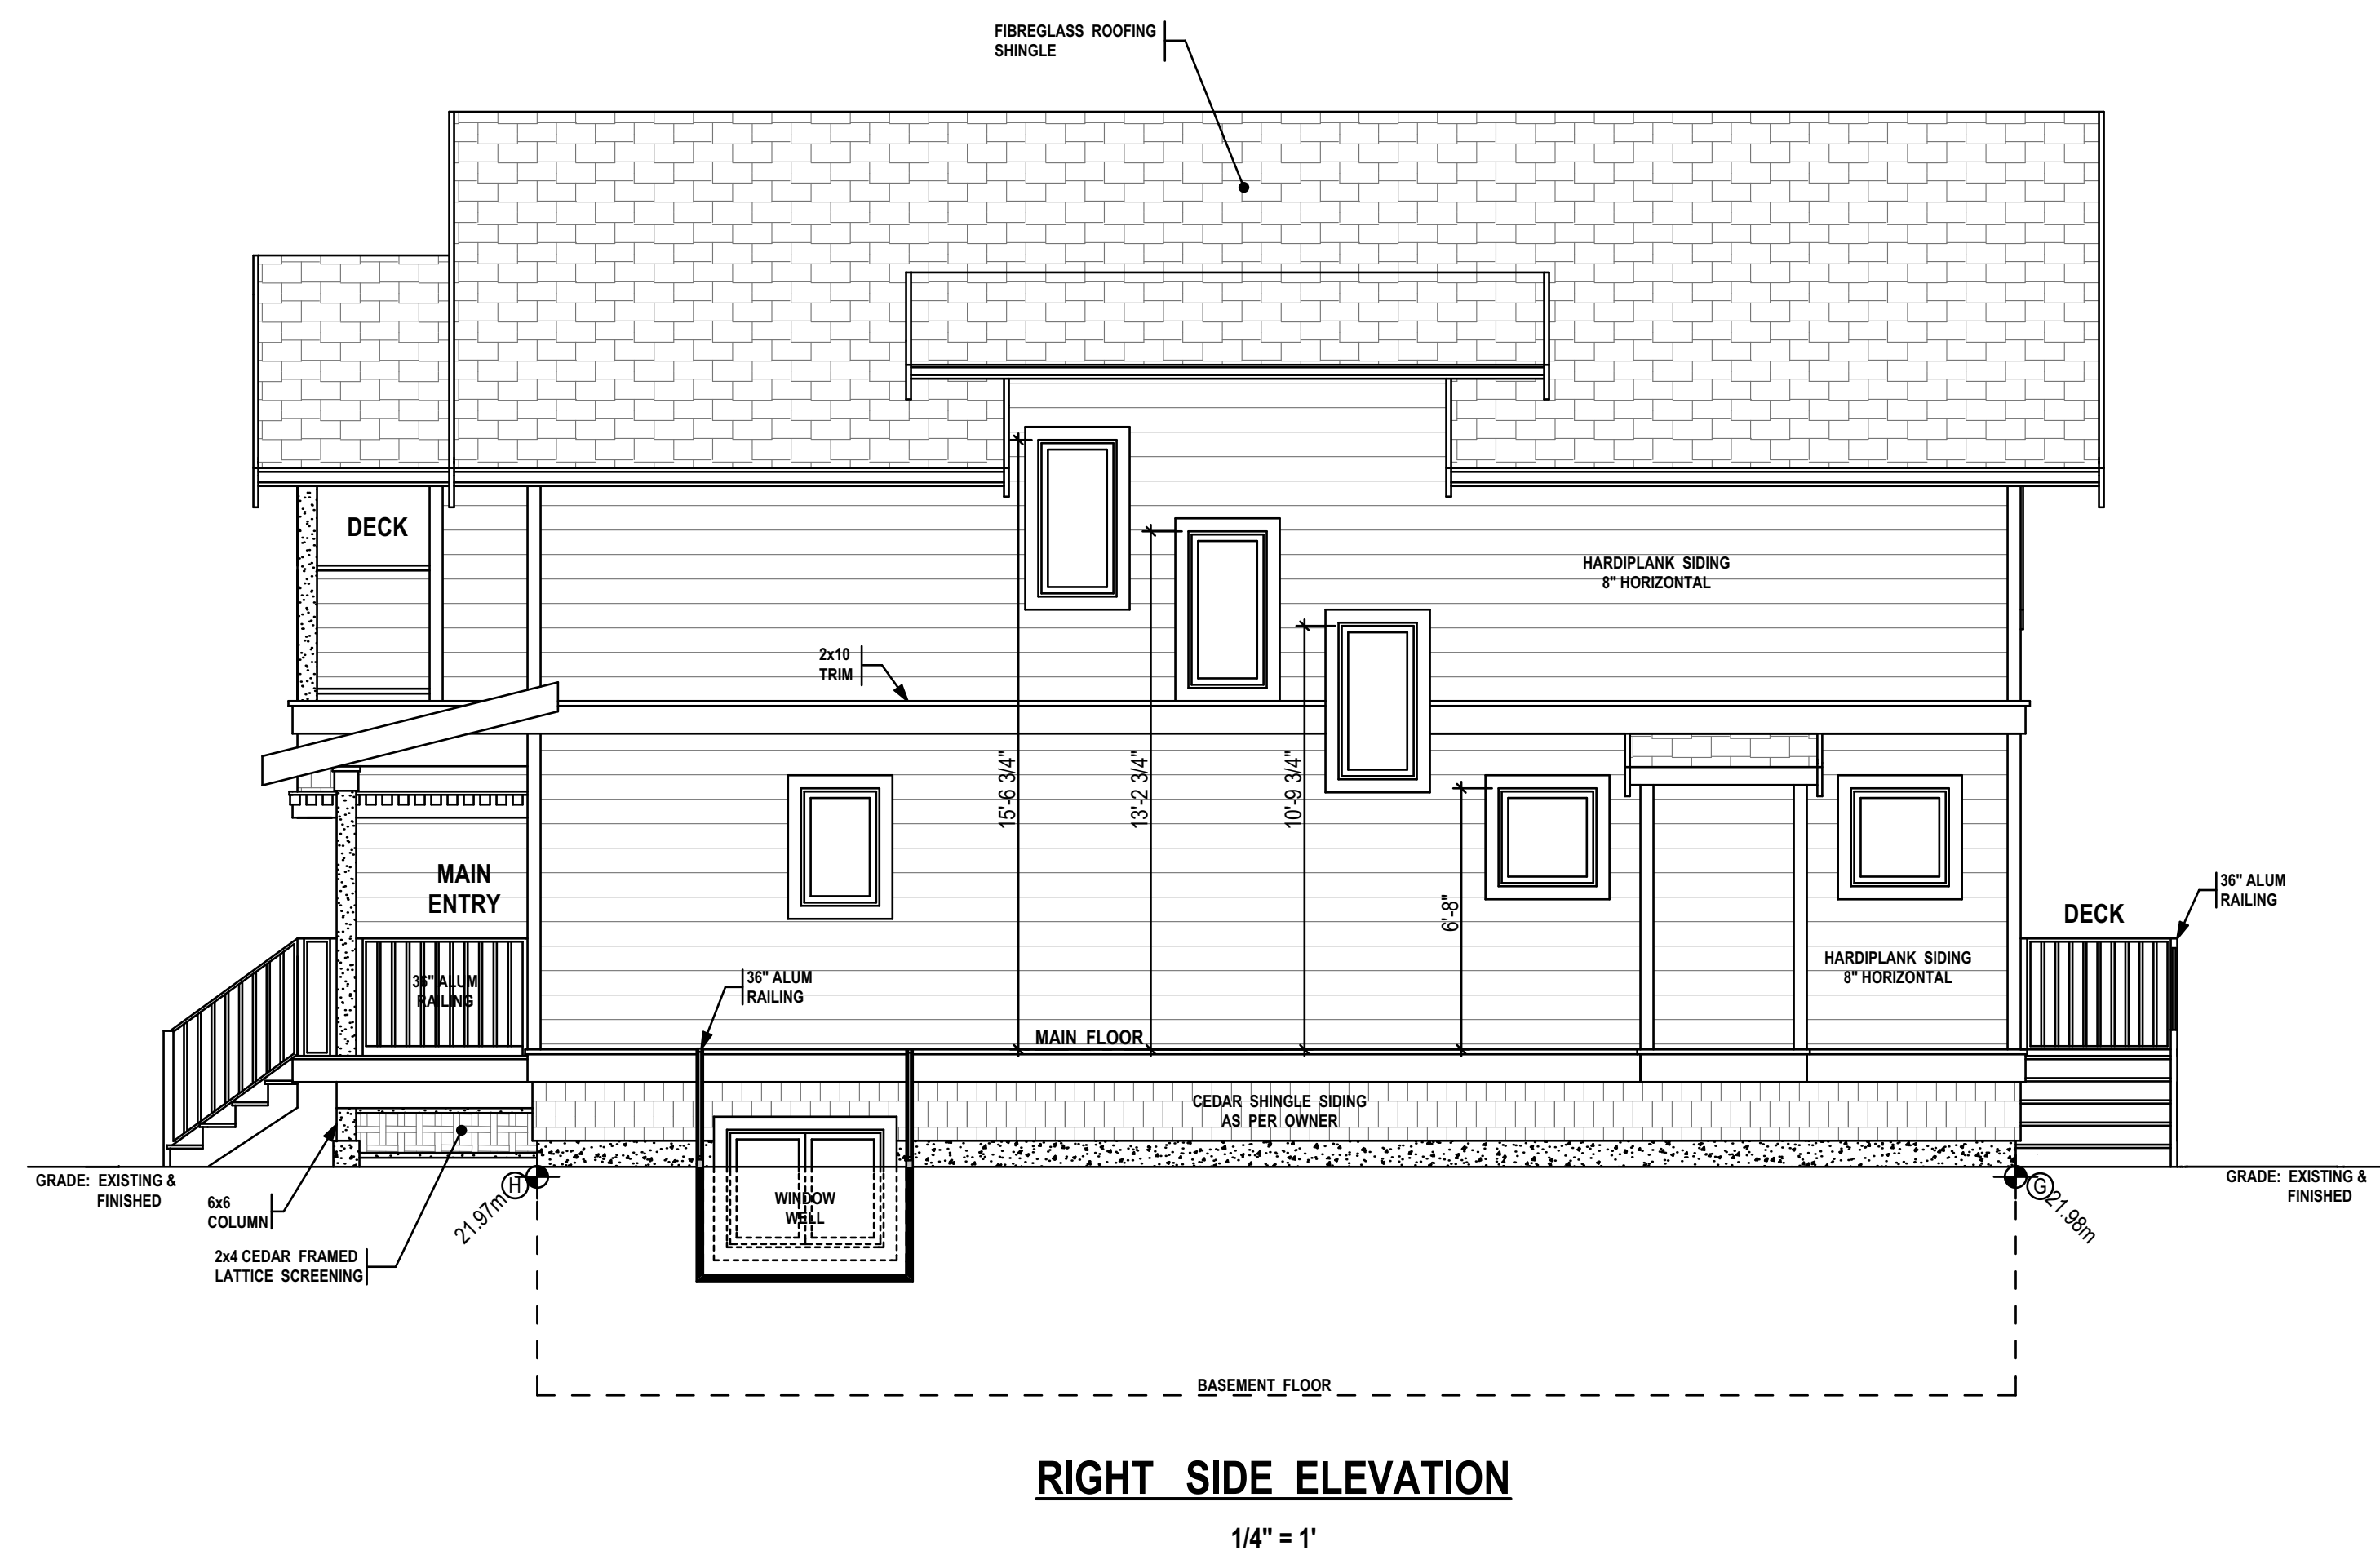 FIBREGLASS ROOFING
SHINGLE
DECK
HARDIPLANK SIDING
8" HORIZONTAL
2x10
TRIM
15'-6 3/4"
13'-2 3/4"
10'-9 3/4"
6'-8"
MAIN
ENTRY
36" ALUM
RAILING
DECK
36" ALUM
RAILING
HARDIPLANK SIDING
8" HORIZONTAL
36" ALUM
RAILING
MAIN FLOOR
CEDAR SHINGLE SIDING
AS PER OWNER
GRADE: EXISTING &
FINISHED
6x6
COLUMN
21.97m
H
WINDOW
WELL
G
21.98m
GRADE: EXISTING &
FINISHED
2x4 CEDAR FRAMED
LATTICE SCREENING
BASEMENT FLOOR
RIGHT SIDE ELEVATION
1/4" = 1'